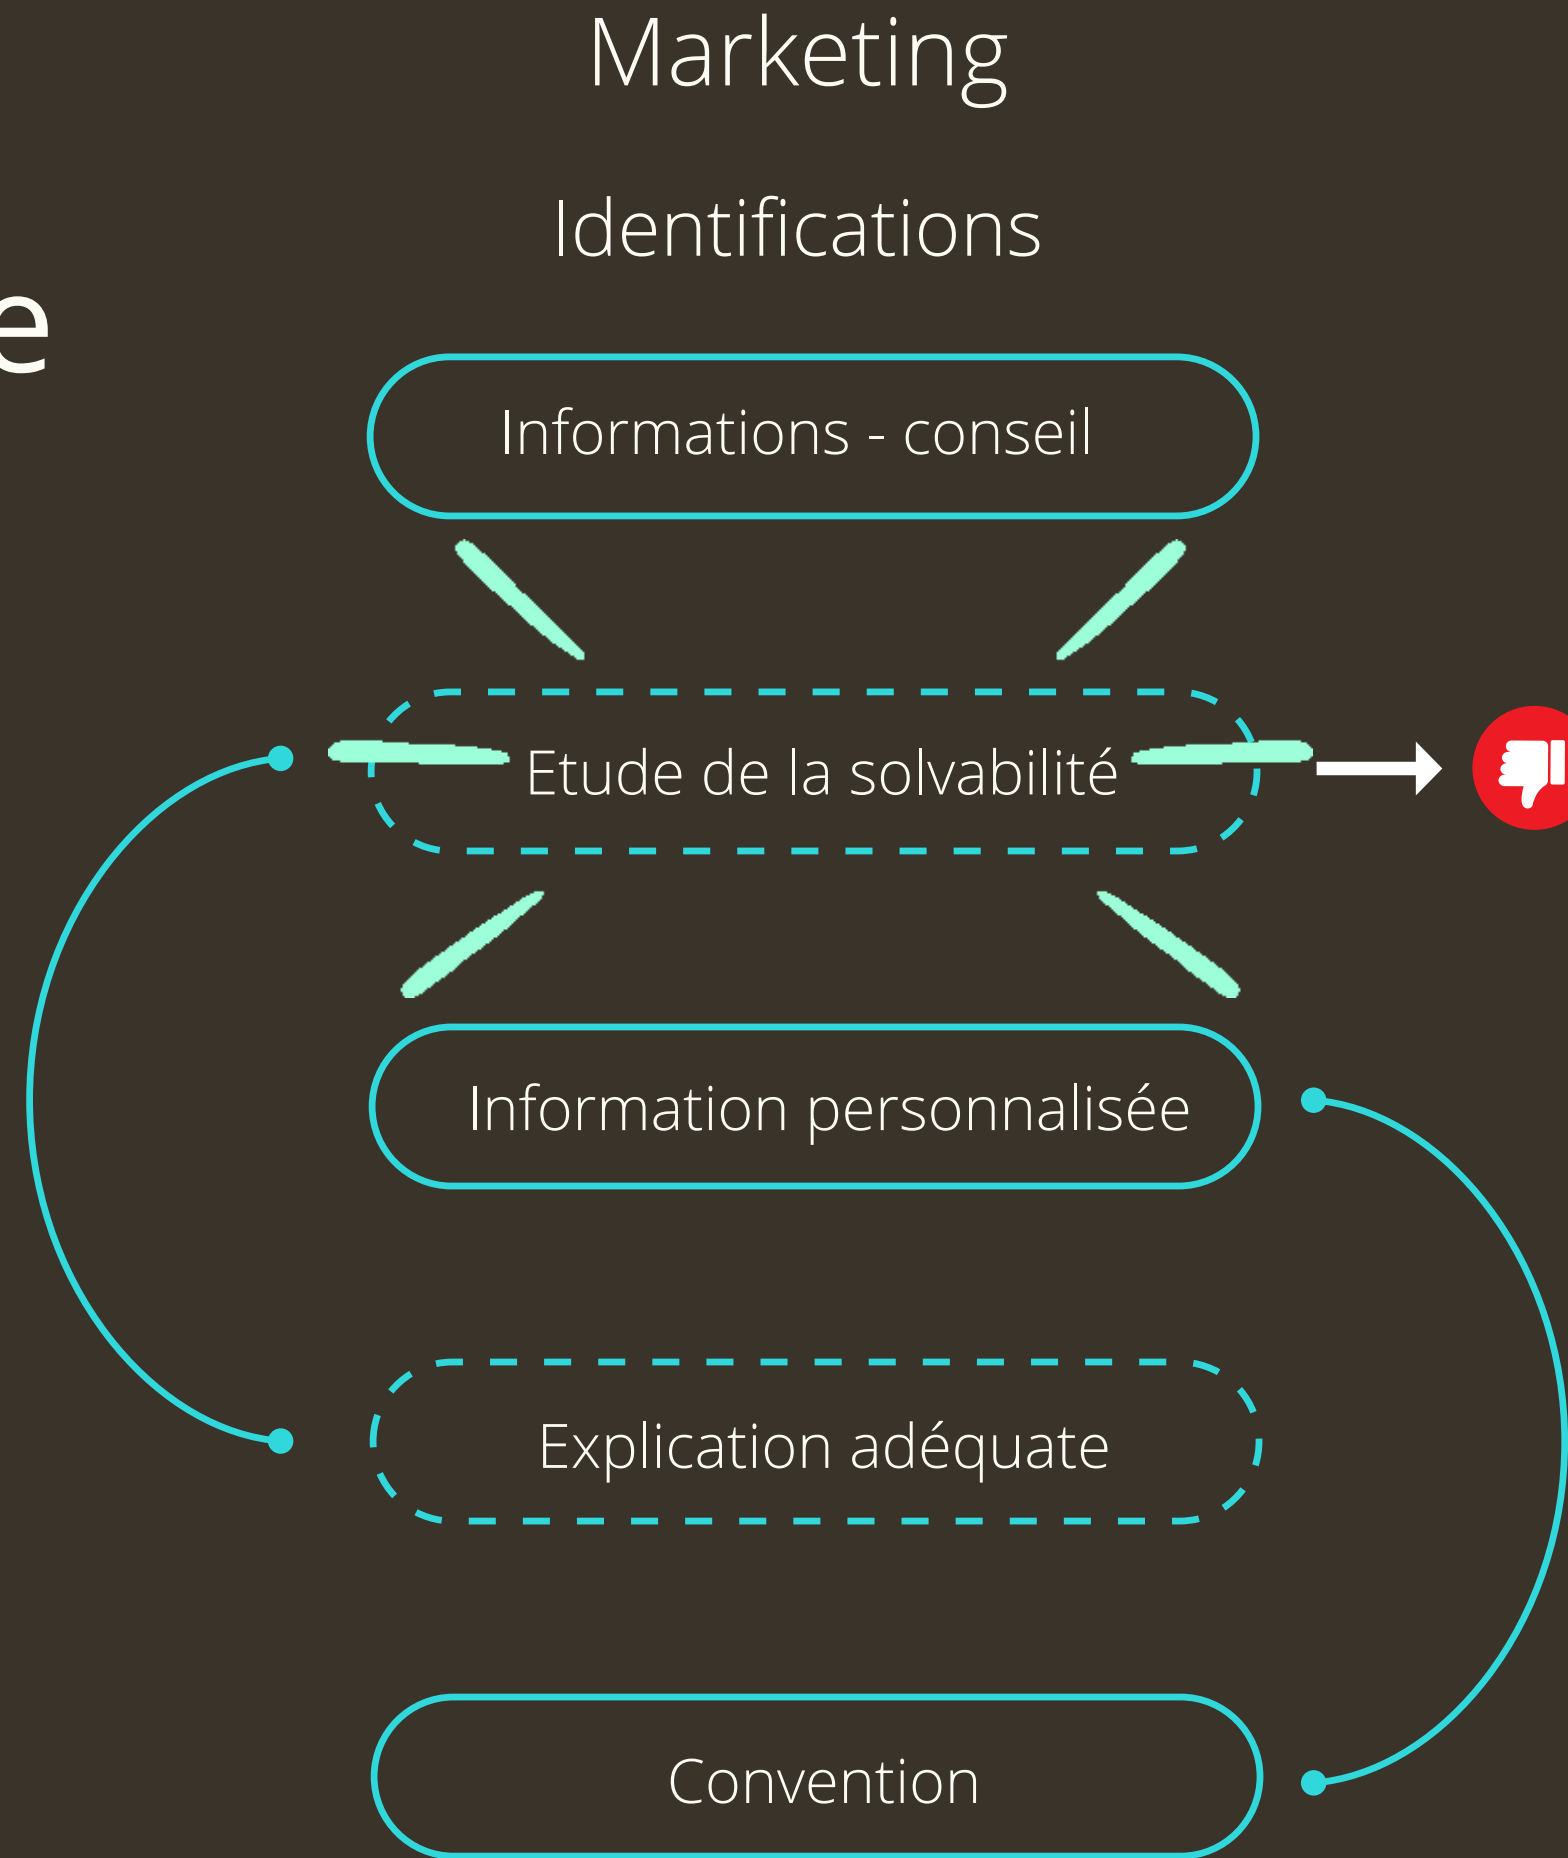 Marketing
Identifications
e
Informations - conseil
Etude de la solvabilité
Information personnalisée
Explication adéquate
Convention